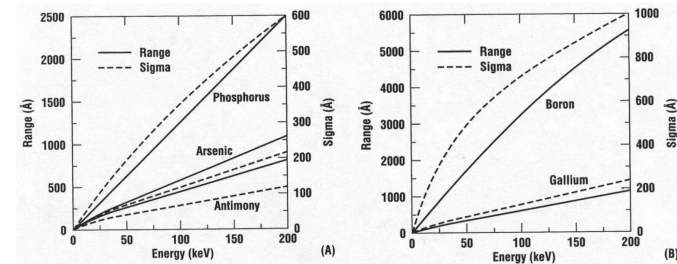 2500
2000
1500
1000
500
0
Range (Å)
Range
Sigma
Phosphorus
Arsenic
Antimony
600
500
400
300
200
100
0
Sigma (Å)
0 50 100 150 200
Energy (keV)
(A)
6000
5000
4000
3000
2000
1000
0
Range (Å)
Range
Sigma
Boron
Gallium
1000
800
600
400
200
0
Sigma (Å)
0 50 100 150 200
Energy (keV)
(B)